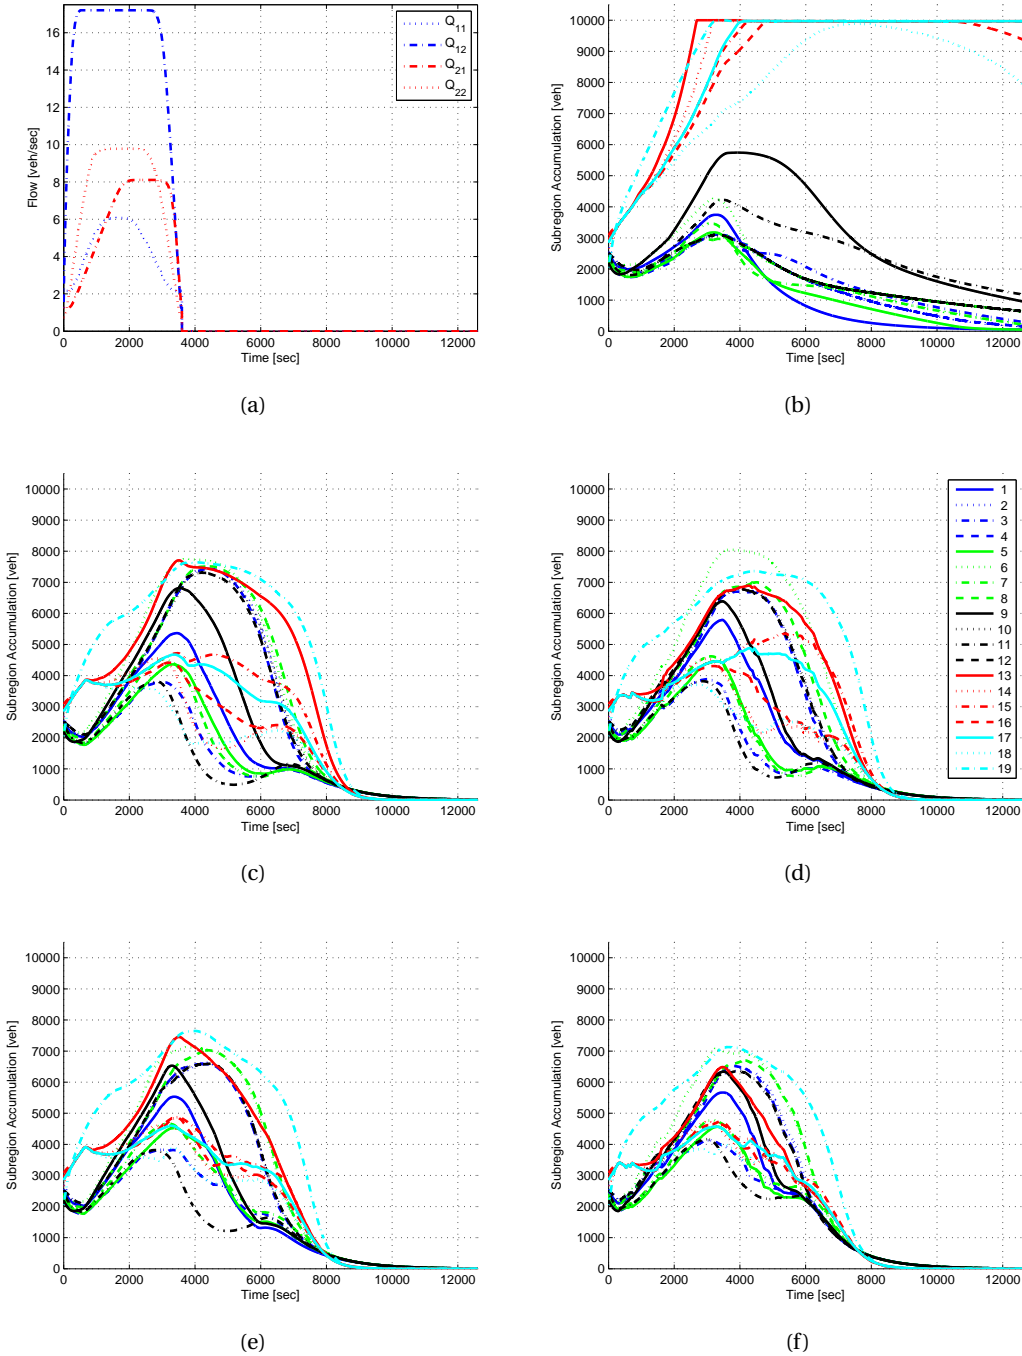 Flow [veh/sec]
16
14
12
10
8
6
4
2
0
Q11
Q12
Q21
Q22
0 2000 4000 6000 8000 10000 12000
Time [sec]
(a)
Subregion Accumulation [veh]
10000
9000
8000
7000
6000
5000
4000
3000
2000
1000
0
0 2000 4000 6000 8000 10000 12000
Time [sec]
(b)
Subregion Accumulation [veh]
10000
9000
8000
7000
6000
5000
4000
3000
2000
1000
0
0 2000 4000 6000 8000 10000 12000
Time [sec]
(c)
Subregion Accumulation [veh]
10000
9000
8000
7000
6000
5000
4000
3000
2000
1000
0
1
2
3
4
5
6
7
8
9
10
11
12
13
14
15
16
17
18
19
0 2000 4000 6000 8000 10000 12000
Time [sec]
(d)
Subregion Accumulation [veh]
10000
9000
8000
7000
6000
5000
4000
3000
2000
1000
0
0 2000 4000 6000 8000 10000 12000
Time [sec]
(e)
Subregion Accumulation [veh]
10000
9000
8000
7000
6000
5000
4000
3000
2000
1000
0
0 2000 4000 6000 8000 10000 12000
Time [sec]
(f)